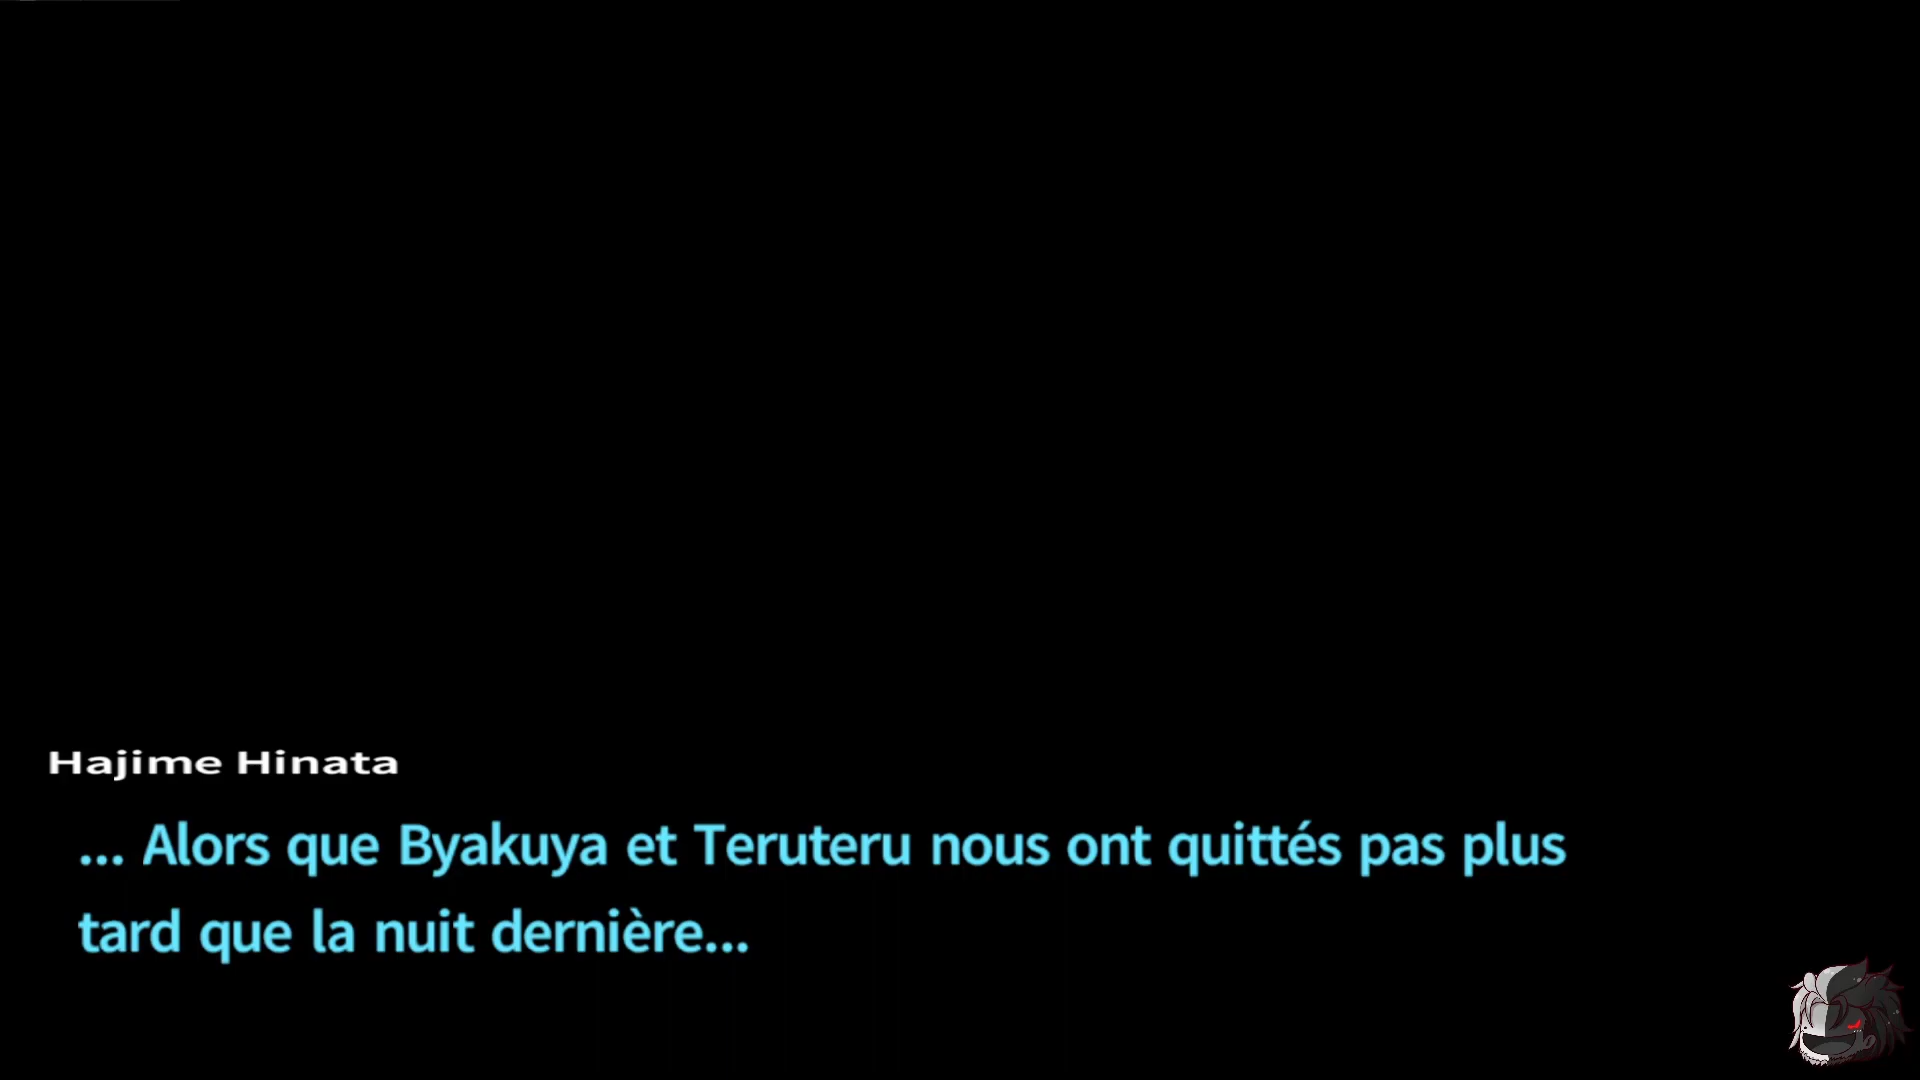 Hajime Hinata
... Alors que Byakuya et Teruteru nous ont quittés pas plus
tard que la nuit dernière...